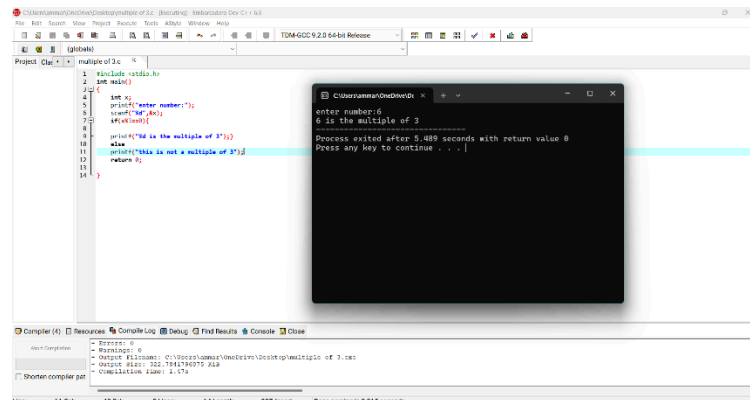 C:\Users\ammar\OneDrive\Desktop\multiple of 3.c - [Executing] - Embarcadero Dev-C++ 6.3
File Edit Search View Project Execute Tools AStyle Window Help
TDM-GCC 9.2.0 64-bit Release
(globals)
Project Clas
multiple of 3.c
1 #include <stdio.h>
2 int main()
3 {
4 int x;
5 printf("enter number:");
6 scanf("%d",&x);
7 if(x%3==0){
8
9 printf("%d is the multiple of 3");}
10 else
11 printf("this is not a multiple of 3");
12 return 0;
13
14 }
C:\Users\ammar\OneDrive\De
enter number:6
6 is the multiple of 3
--------------------------------
Process exited after 5.489 seconds with return value 0
Press any key to continue . . .
Compiler (4) Resources Compile Log Debug Find Results Console Close
Abort Compilation
Shorten compiler pat
- Errors: 0
- Warnings: 0
- Output Filename: C:\Users\ammar\OneDrive\Desktop\multiple of 3.exe
- Output Size: 322.7841796875 KiB
- Compilation Time: 1.47s